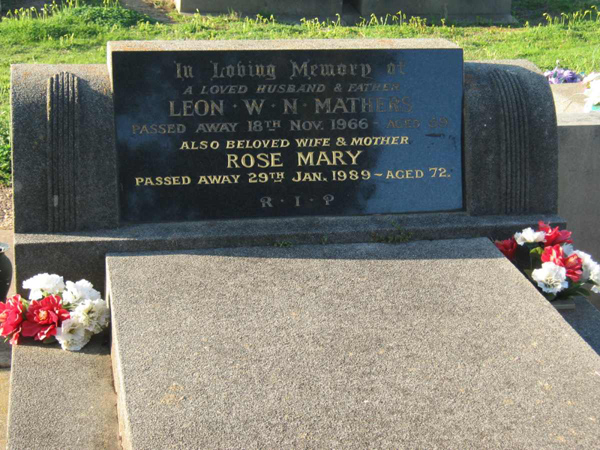 In Loving Memory of
A LOVED HUSBAND & FATHER
LEON · W · N · MATHERS
PASSED AWAY 18TH NOV. 1966 - AGED
ALSO BELOVED WIFE & MOTHER
ROSE MARY
PASSED AWAY 29TH JAN. 1989 ~ AGED 72.
R · I · P